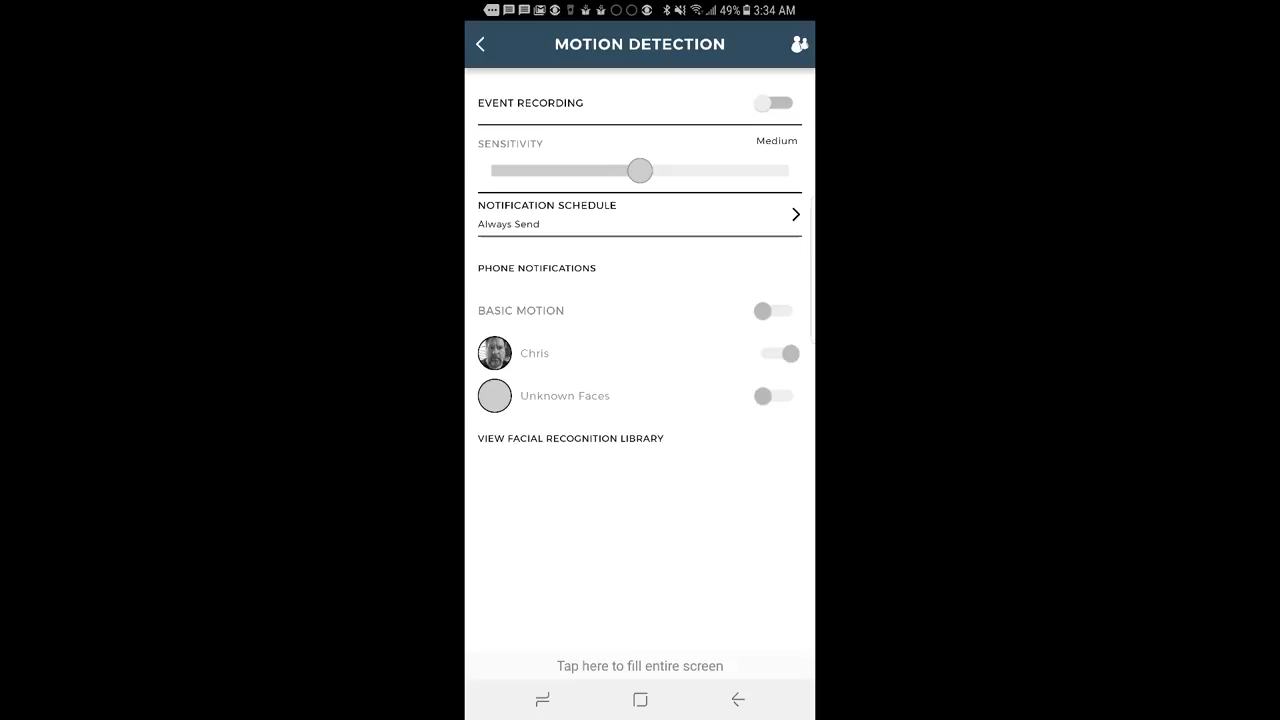 49% 3:34 AM
MOTION DETECTION
EVENT RECORDING
SENSITIVITY Medium
NOTIFICATION SCHEDULE
Always Send
PHONE NOTIFICATIONS
BASIC MOTION
Chris
Unknown Faces
VIEW FACIAL RECOGNITION LIBRARY
Tap here to fill entire screen